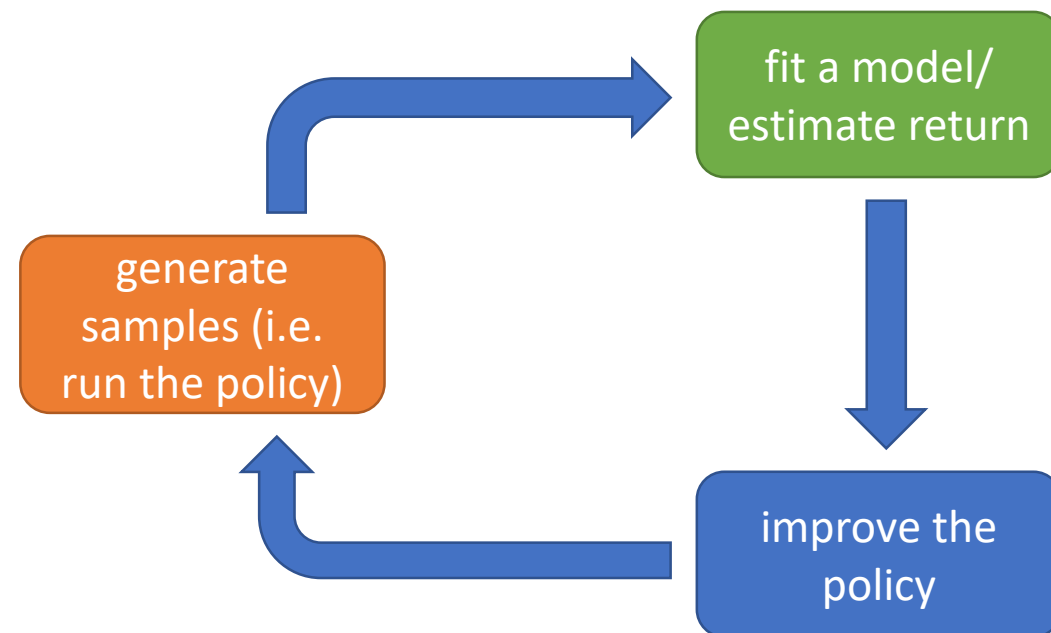 fit a model/
estimate return
generate
samples (i.e.
run the policy)
improve the
policy